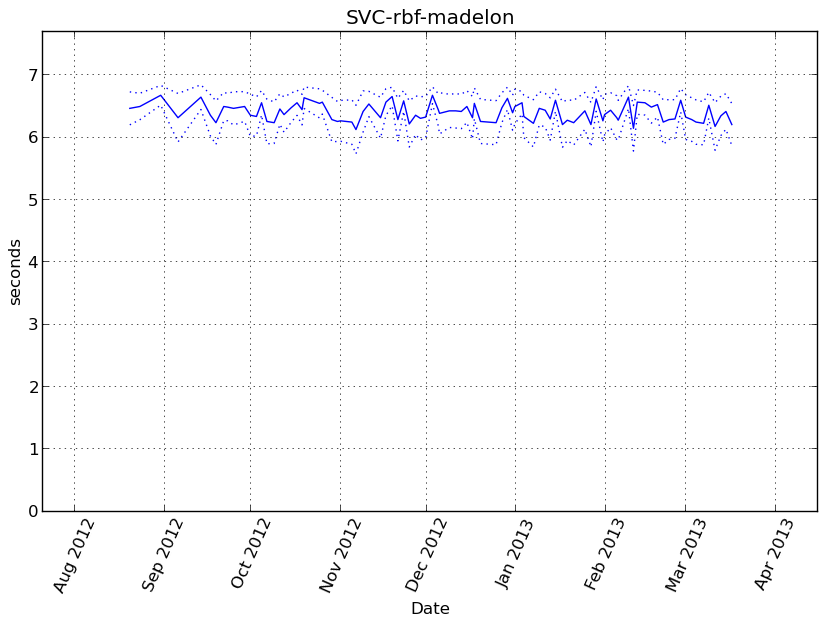 SVC-rbf-madelon
7
6
5
4
3
2
1
0
seconds
Aug 2012
Sep 2012
Oct 2012
Nov 2012
Dec 2012
Jan 2013
Feb 2013
Mar 2013
Apr 2013
Date